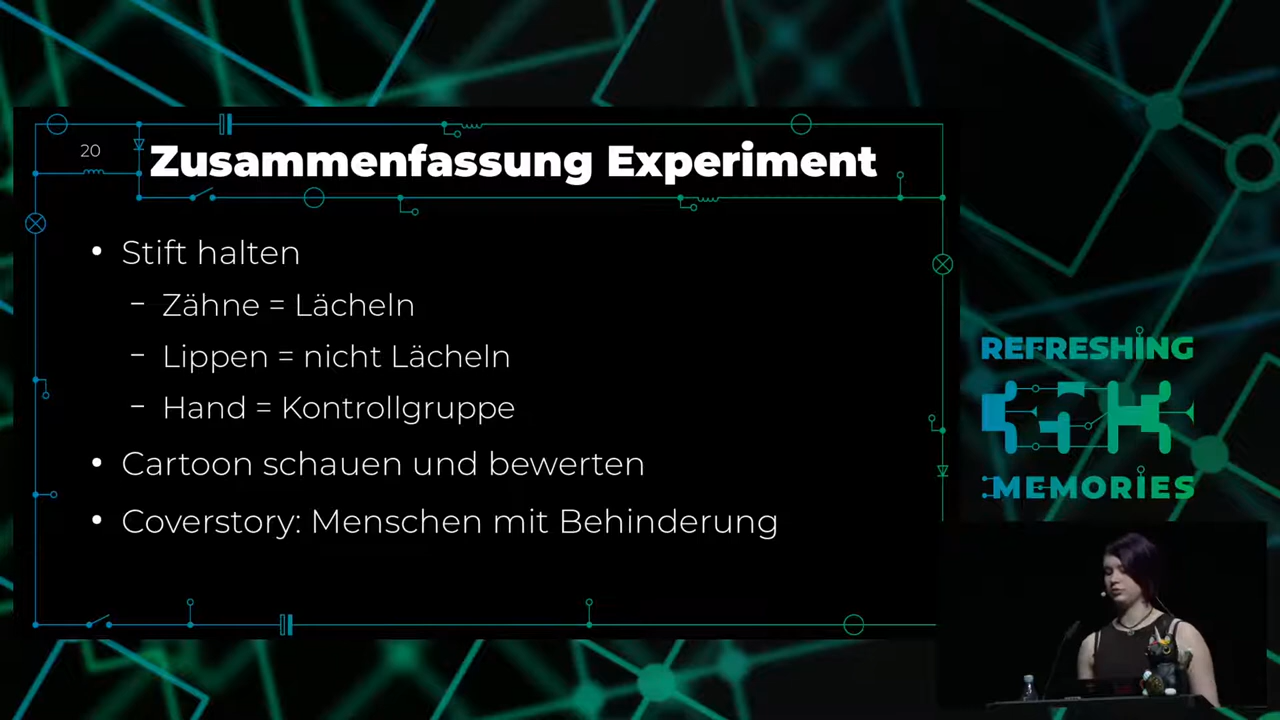 20
Zusammenfassung Experiment
• Stift halten
– Zähne = Lächeln
– Lippen = nicht Lächeln
– Hand = Kontrollgruppe
• Cartoon schauen und bewerten
• Coverstory: Menschen mit Behinderung
REFRESHING
MEMORIES